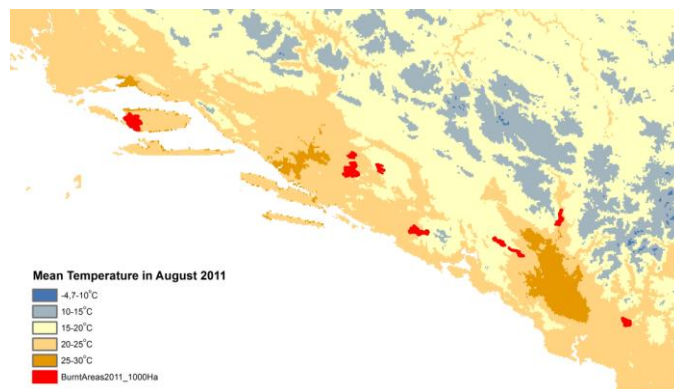 Mean Temperature in August 2011
-4,7-10°C
10-15°C
15-20°C
20-25°C
25-30°C
BurntAreas2011_1000Ha